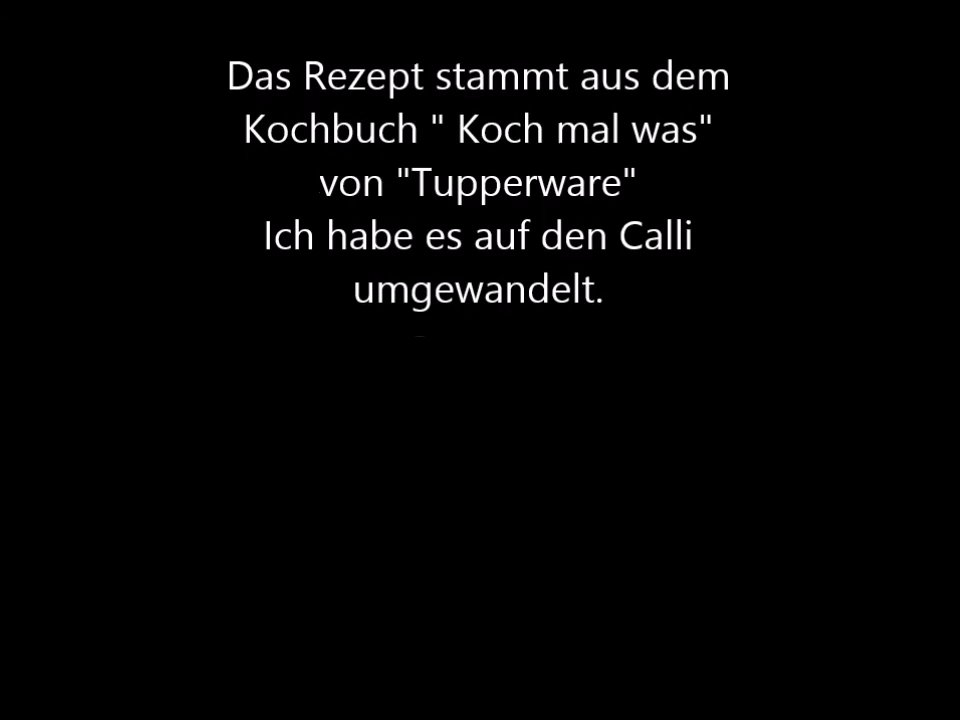 Das Rezept stammt aus dem
Kochbuch " Koch mal was"
von "Tupperware"
Ich habe es auf den Calli
umgewandelt.